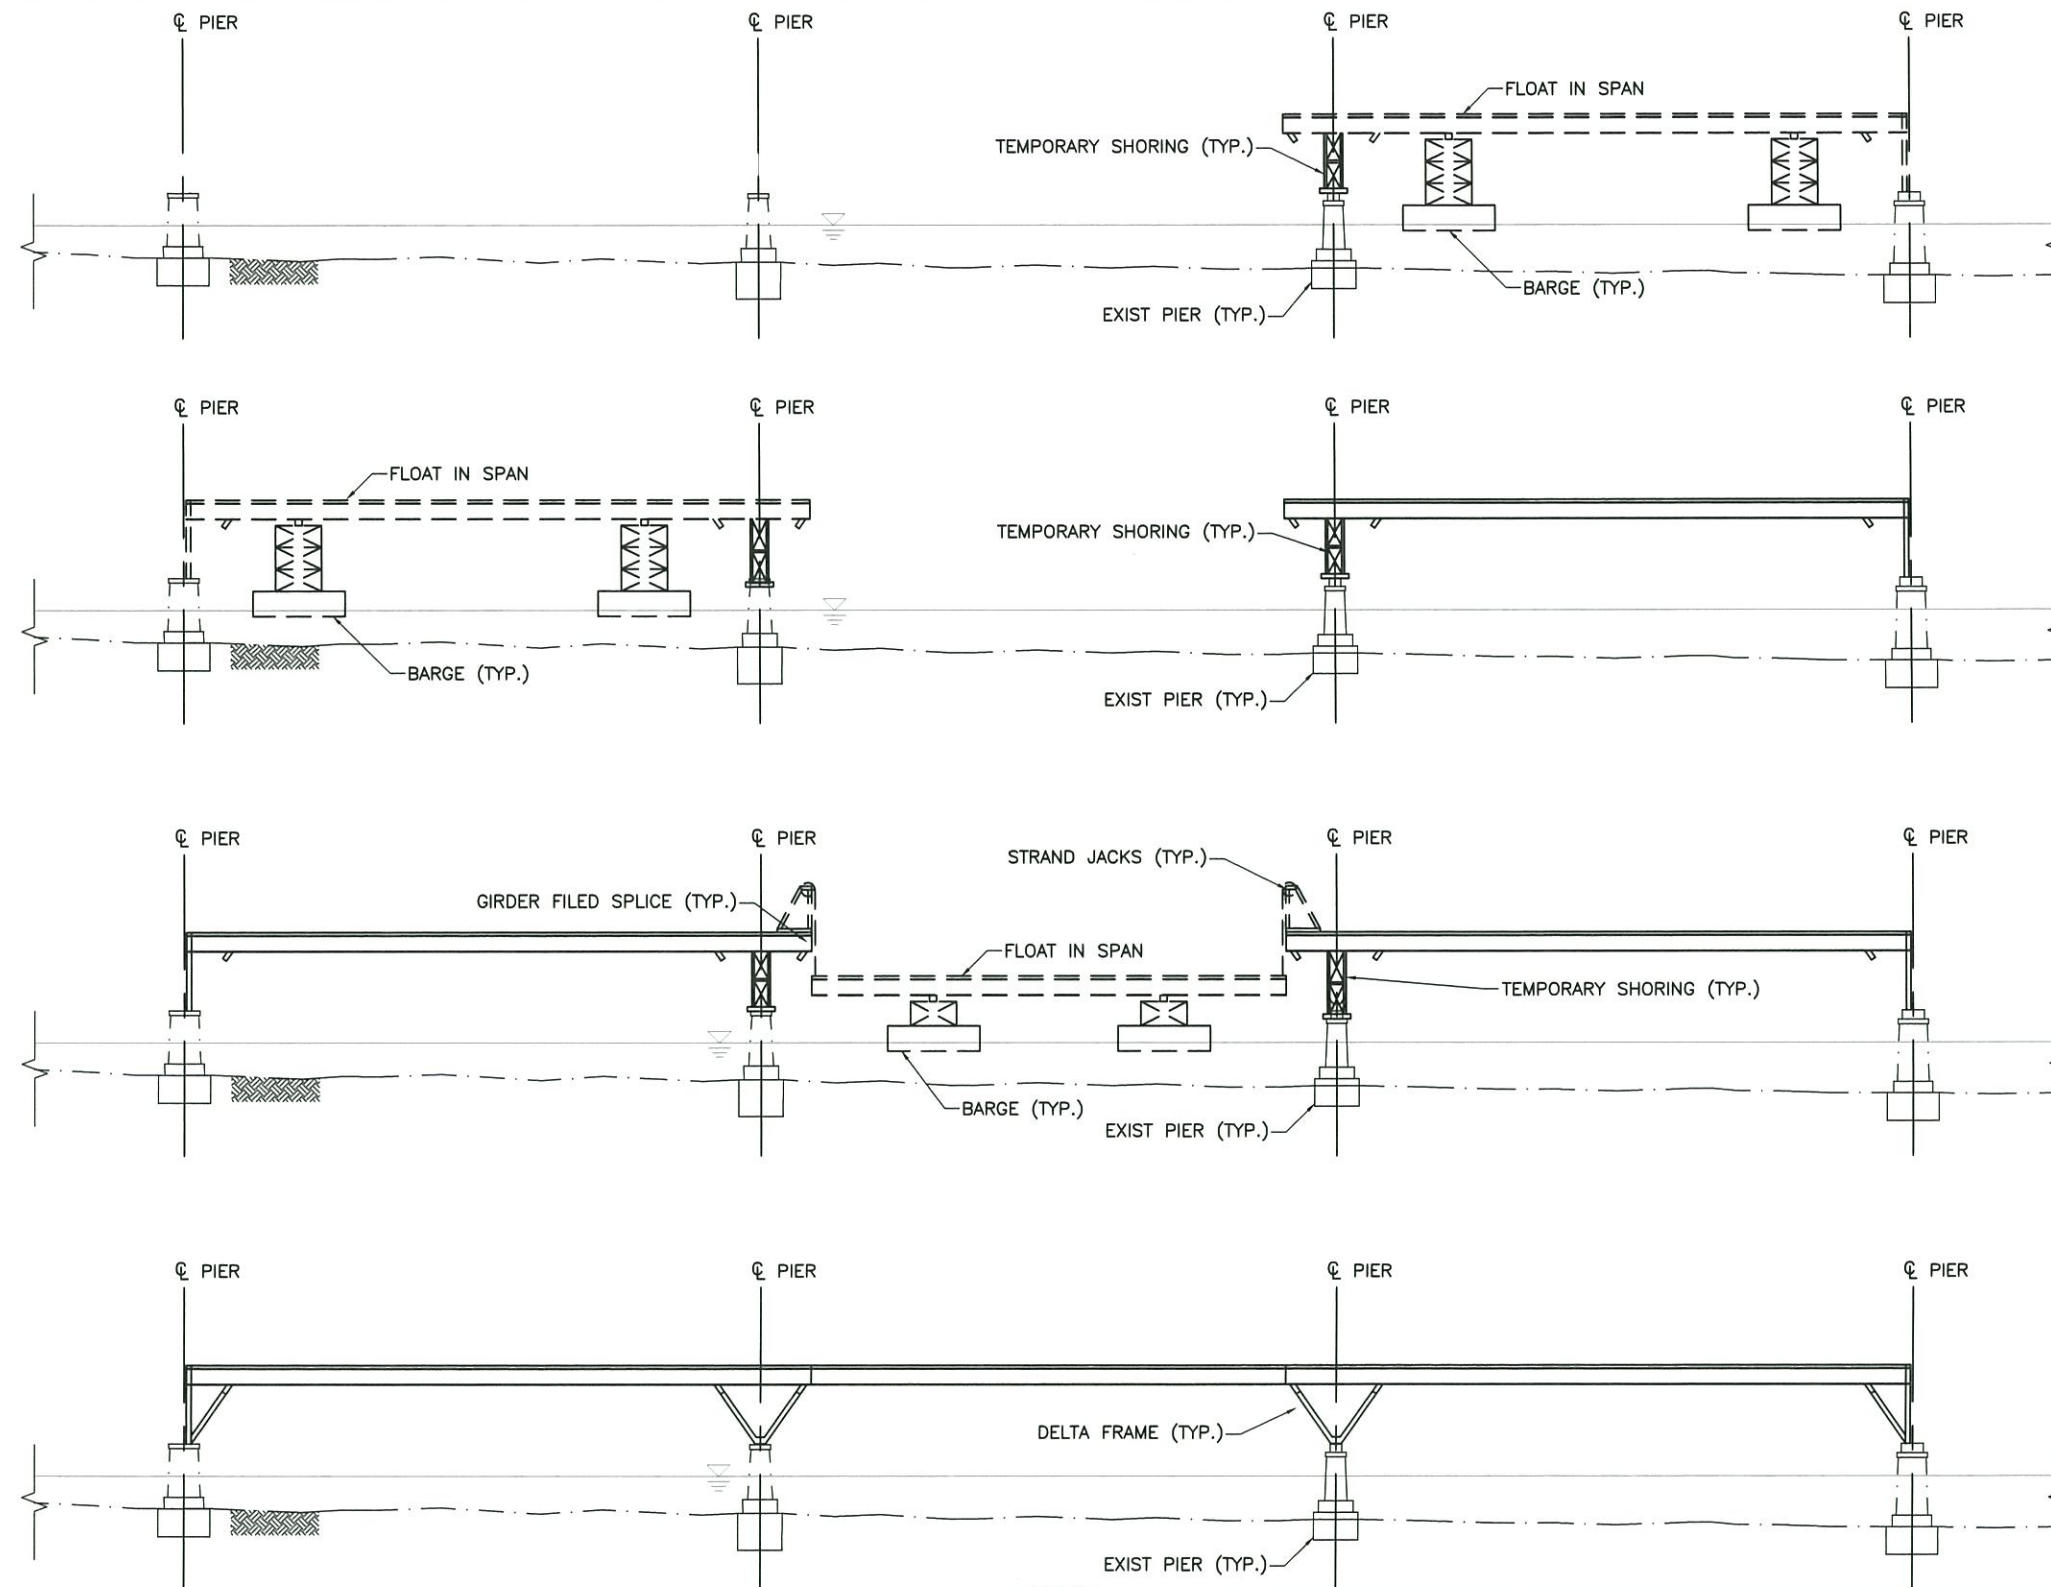 ℄ PIER
℄ PIER
℄ PIER
℄ PIER
FLOAT IN SPAN
TEMPORARY SHORING (TYP.)
BARGE (TYP.)
EXIST PIER (TYP.)
℄ PIER
℄ PIER
℄ PIER
℄ PIER
FLOAT IN SPAN
TEMPORARY SHORING (TYP.)
BARGE (TYP.)
EXIST PIER (TYP.)
℄ PIER
℄ PIER
℄ PIER
℄ PIER
STRAND JACKS (TYP.)
GIRDER FILED SPLICE (TYP.)
FLOAT IN SPAN
TEMPORARY SHORING (TYP.)
BARGE (TYP.)
EXIST PIER (TYP.)
℄ PIER
℄ PIER
℄ PIER
℄ PIER
DELTA FRAME (TYP.)
EXIST PIER (TYP.)